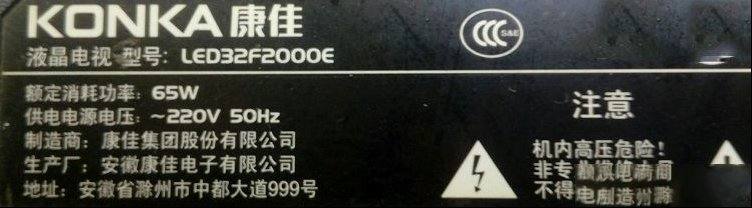 KONKA 康佳
液晶电视 型号: LED32F2000E
S&E
额定消耗功率: 65W
供电电源电压: ~220V 50Hz
制造商: 康佳集团股份有限公司
生产厂: 安徽康佳电子有限公司
地址: 安徽省滁州市中都大道999号
注意
机内高压危险!
非专
不得